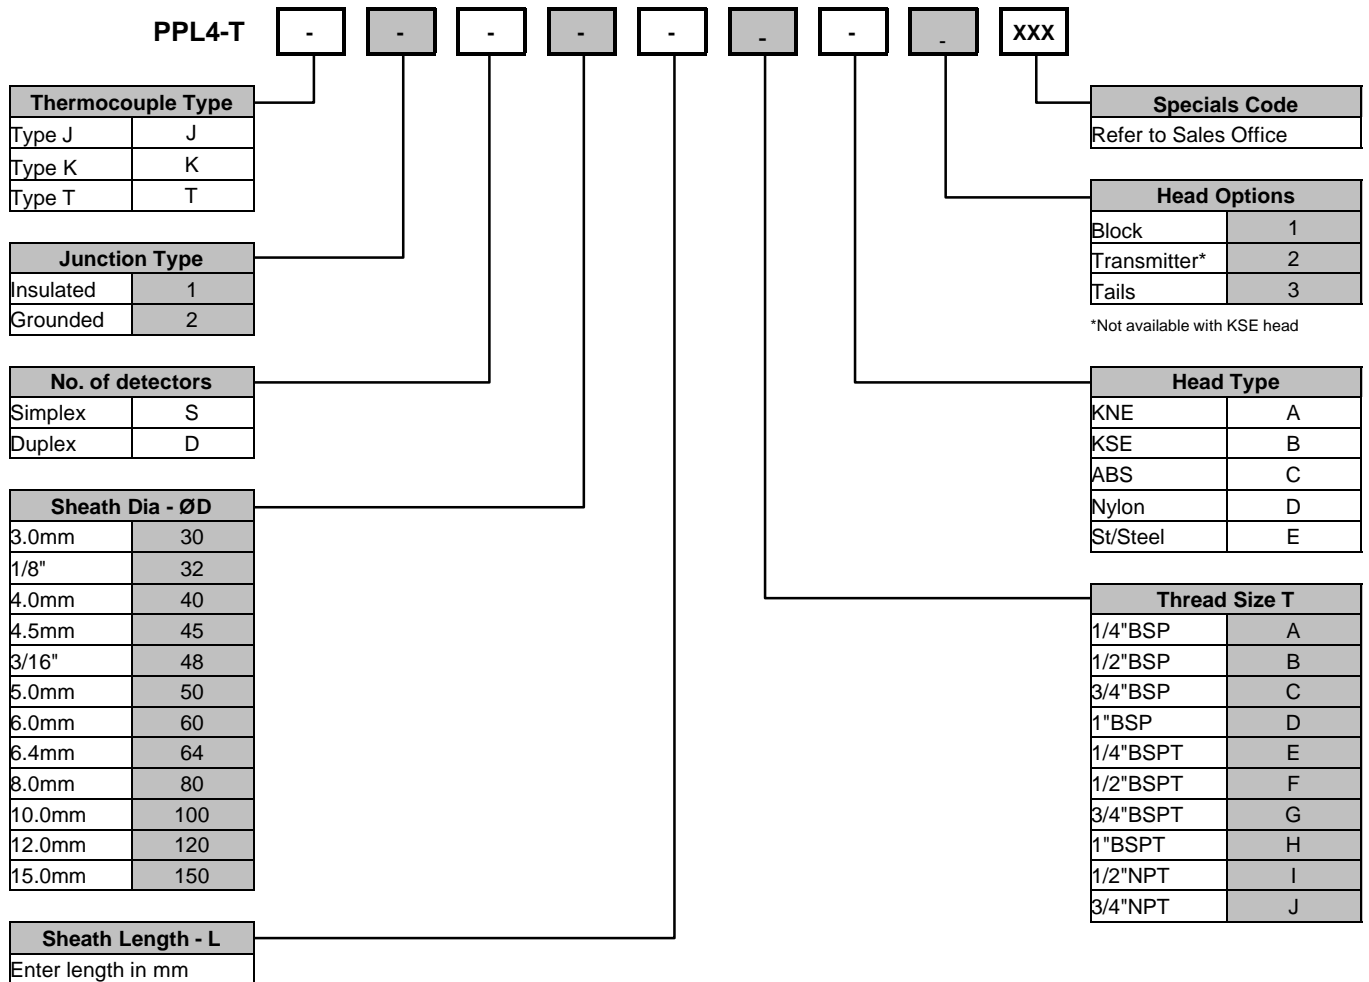 PPL4-T - - - - - - - - XXX
Thermocouple Type
Type J J
Type K K
Type T T
Junction Type
Insulated 1
Grounded 2
No. of detectors
Simplex S
Duplex D
Sheath Dia - ØD
3.0mm 30
1/8" 32
4.0mm 40
4.5mm 45
3/16" 48
5.0mm 50
6.0mm 60
6.4mm 64
8.0mm 80
10.0mm 100
12.0mm 120
15.0mm 150
Sheath Length - L
Enter length in mm
Specials Code
Refer to Sales Office
Head Options
Block 1
Transmitter* 2
Tails 3
*Not available with KSE head
Head Type
KNE A
KSE B
ABS C
Nylon D
St/Steel E
Thread Size T
1/4"BSP A
1/2"BSP B
3/4"BSP C
1"BSP D
1/4"BSPT E
1/2"BSPT F
3/4"BSPT G
1"BSPT H
1/2"NPT I
3/4"NPT J